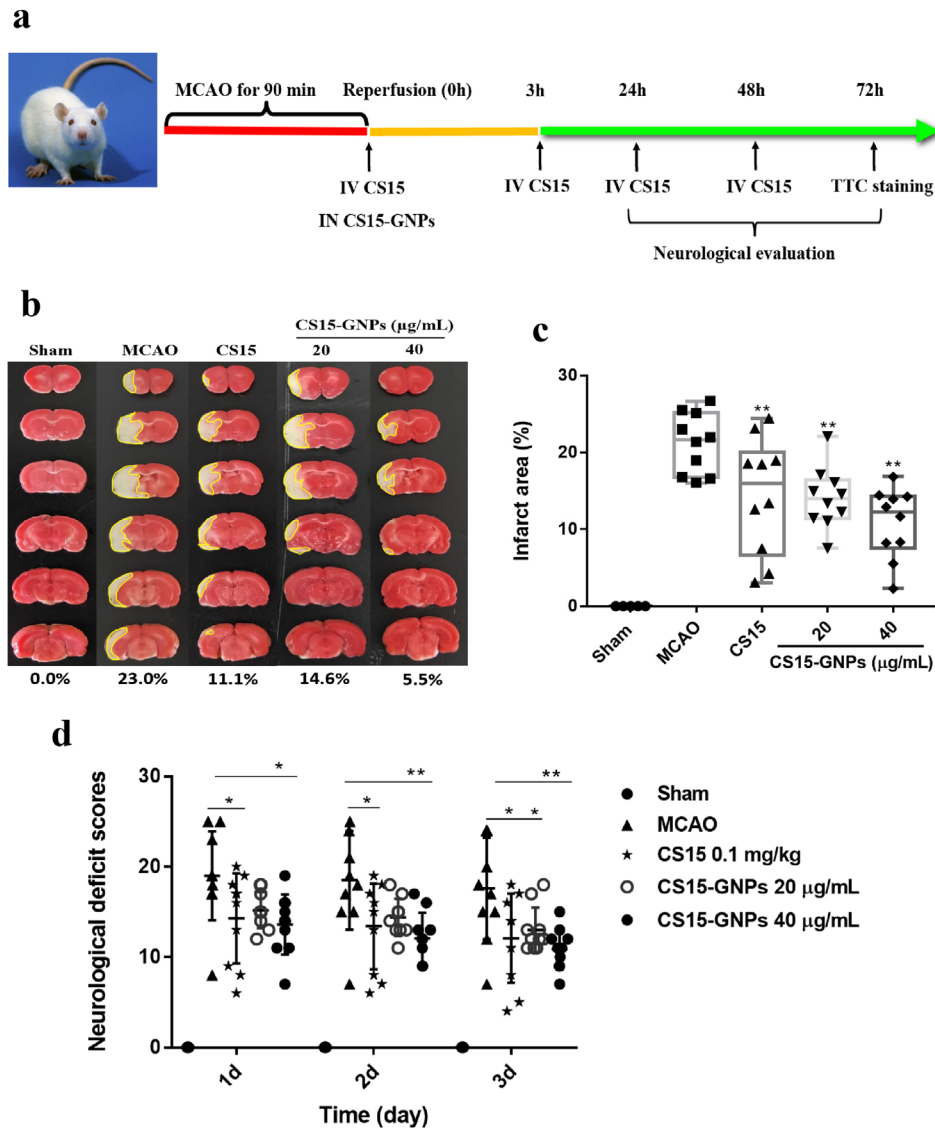 a
MCAO for 90 min
Reperfusion (0h)
3h
24h
48h
72h
IV CS15
IV CS15
IV CS15
IV CS15
TTC staining
IN CS15-GNPs
Neurological evaluation
b
CS15-GNPs (µg/mL)
Sham
MCAO
CS15
20
40
0.0%
23.0%
11.1%
14.6%
5.5%
c
Infarct area (%)
30
20
10
0
**
**
**
Sham
MCAO
CS15
20
40
CS15-GNPs (µg/mL)
d
Neurological deficit scores
30
20
10
0
*
*
**
*
**
*
*
1d
2d
3d
Time (day)
Sham
MCAO
CS15 0.1 mg/kg
CS15-GNPs 20 µg/mL
CS15-GNPs 40 µg/mL